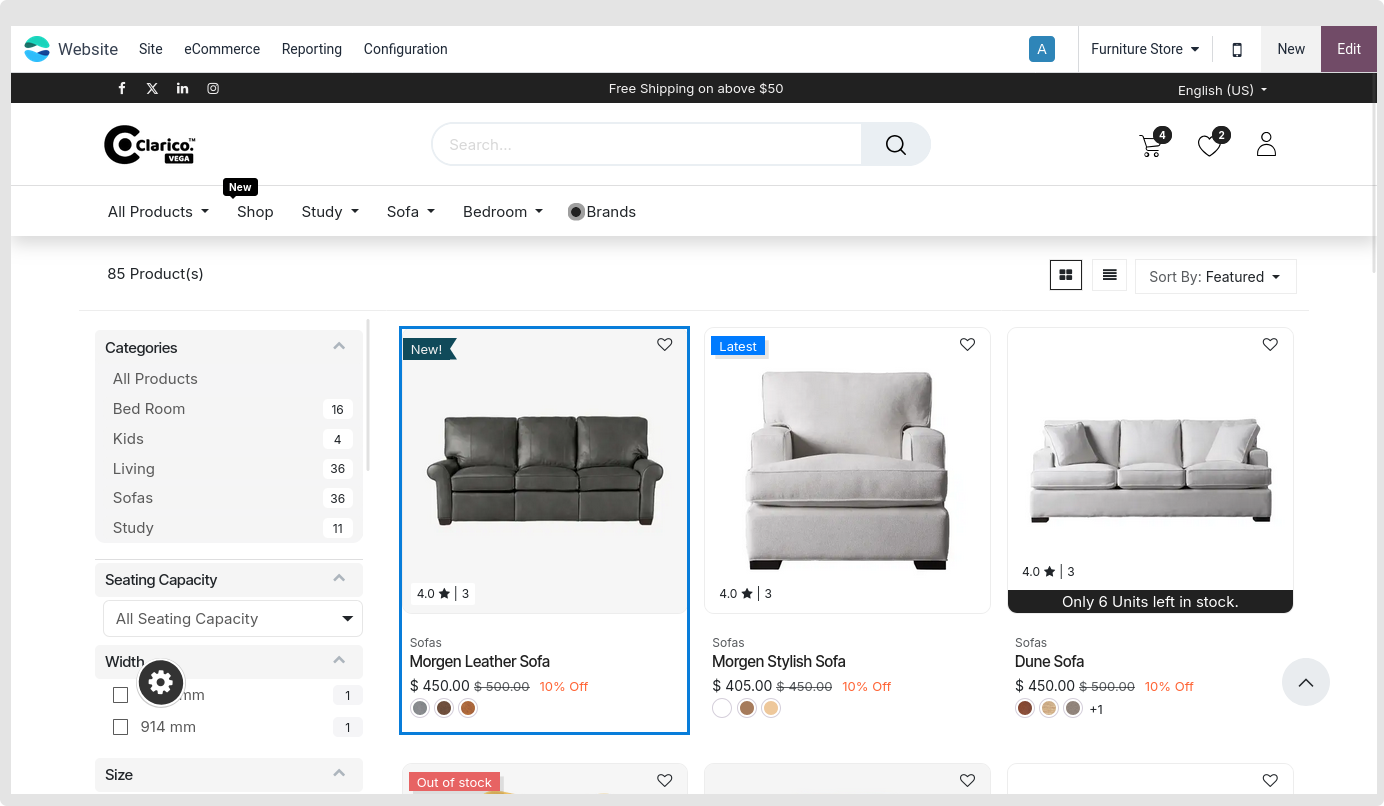 Website Site eCommerce Reporting Configuration A Furniture Store New Edit
Free Shipping on above $50 English (US)
Clarico.™ VEGA
Search...
4 2
New
All Products Shop Study Sofa Bedroom Brands
85 Product(s) Sort By: Featured
Categories
All Products
Bed Room 16
Kids 4
Living 36
Sofas 36
Study 11
Seating Capacity
All Seating Capacity
Width
mm 1
914 mm 1
Size
New!
4.0 ★ | 3
Sofas
Morgen Leather Sofa
$ 450.00 $ 500.00 10% Off
Latest
4.0 ★ | 3
Sofas
Morgen Stylish Sofa
$ 405.00 $ 450.00 10% Off
4.0 ★ | 3
Only 6 Units left in stock.
Sofas
Dune Sofa
$ 450.00 $ 500.00 10% Off
+1
Out of stock